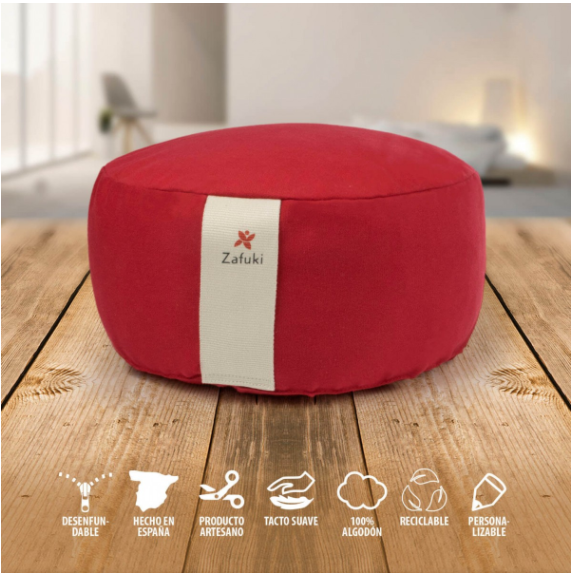 Zafuki
DESENFUN-
DABLE
HECHO EN
ESPAÑA
PRODUCTO
ARTESANO
TACTO SUAVE
100%
ALGODÓN
RECICLABLE
PERSONA-
LIZABLE